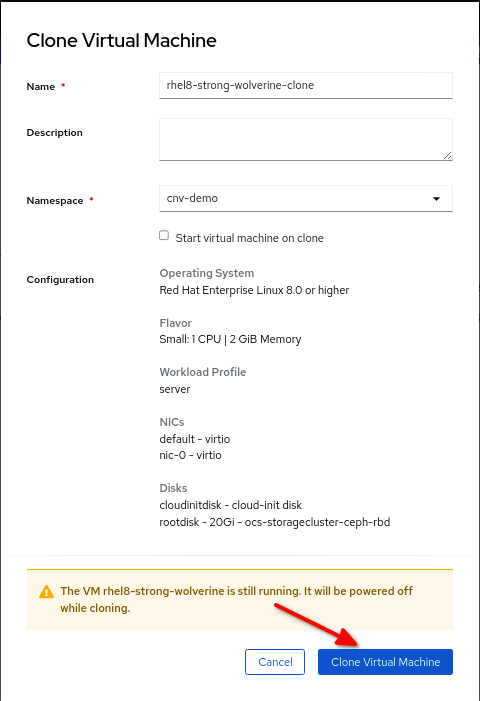 Clone Virtual Machine
Name *
rhel8-strong-wolverine-clone
Description
Namespace *
cnv-demo
Start virtual machine on clone
Configuration
Operating System
Red Hat Enterprise Linux 8.0 or higher
Flavor
Small: 1 CPU | 2 GiB Memory
Workload Profile
server
NICs
default - virtio
nic-0 - virtio
Disks
cloudinitdisk - cloud-init disk
rootdisk - 20Gi - ocs-storagecluster-ceph-rbd
The VM rhel8-strong-wolverine is still running. It will be powered off
while cloning.
Cancel
Clone Virtual Machine